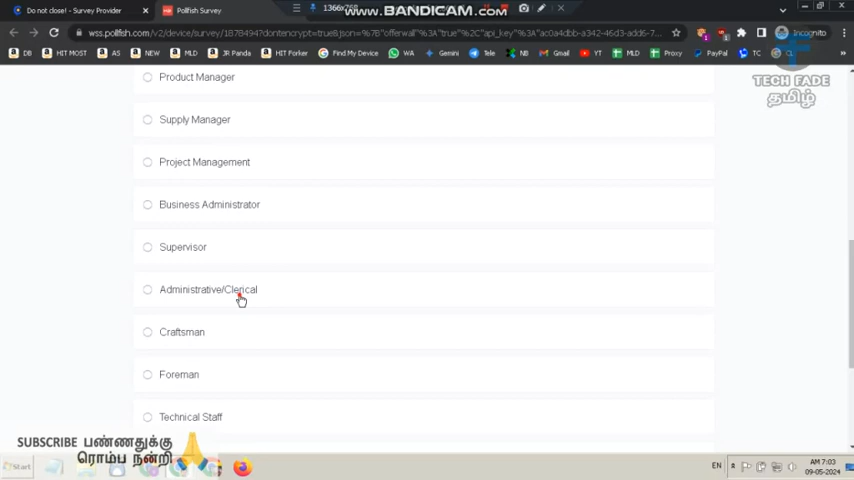 Do not close! - Survey Provider
Pollfish Survey
1366x768
www.BANDICAM.com
wss.pollfish.com/v2/device/survey/1878494?dontencrypt=true&json=%7B"offerwall"%3A"true"%2C"api_key"%3A"ac0a4dbb-a342-46d3-add6-7...
Incognito
DB
HIT MOST
AS
NEW
MLD
JR Panda
HIT Forker
Find My Device
WA
Gemini
Tele
NB
Gmail
YT
MLD
Proxy
PayPal
TC
CL
TECH FADE
தமிழ்
Product Manager
Supply Manager
Project Management
Business Administrator
Supervisor
Administrative/Clerical
Craftsman
Foreman
Technical Staff
SUBSCRIBE பண்ணதுக்கு
ரொம்ப நன்றி
Start
EN
AM 7:03
09-05-2024